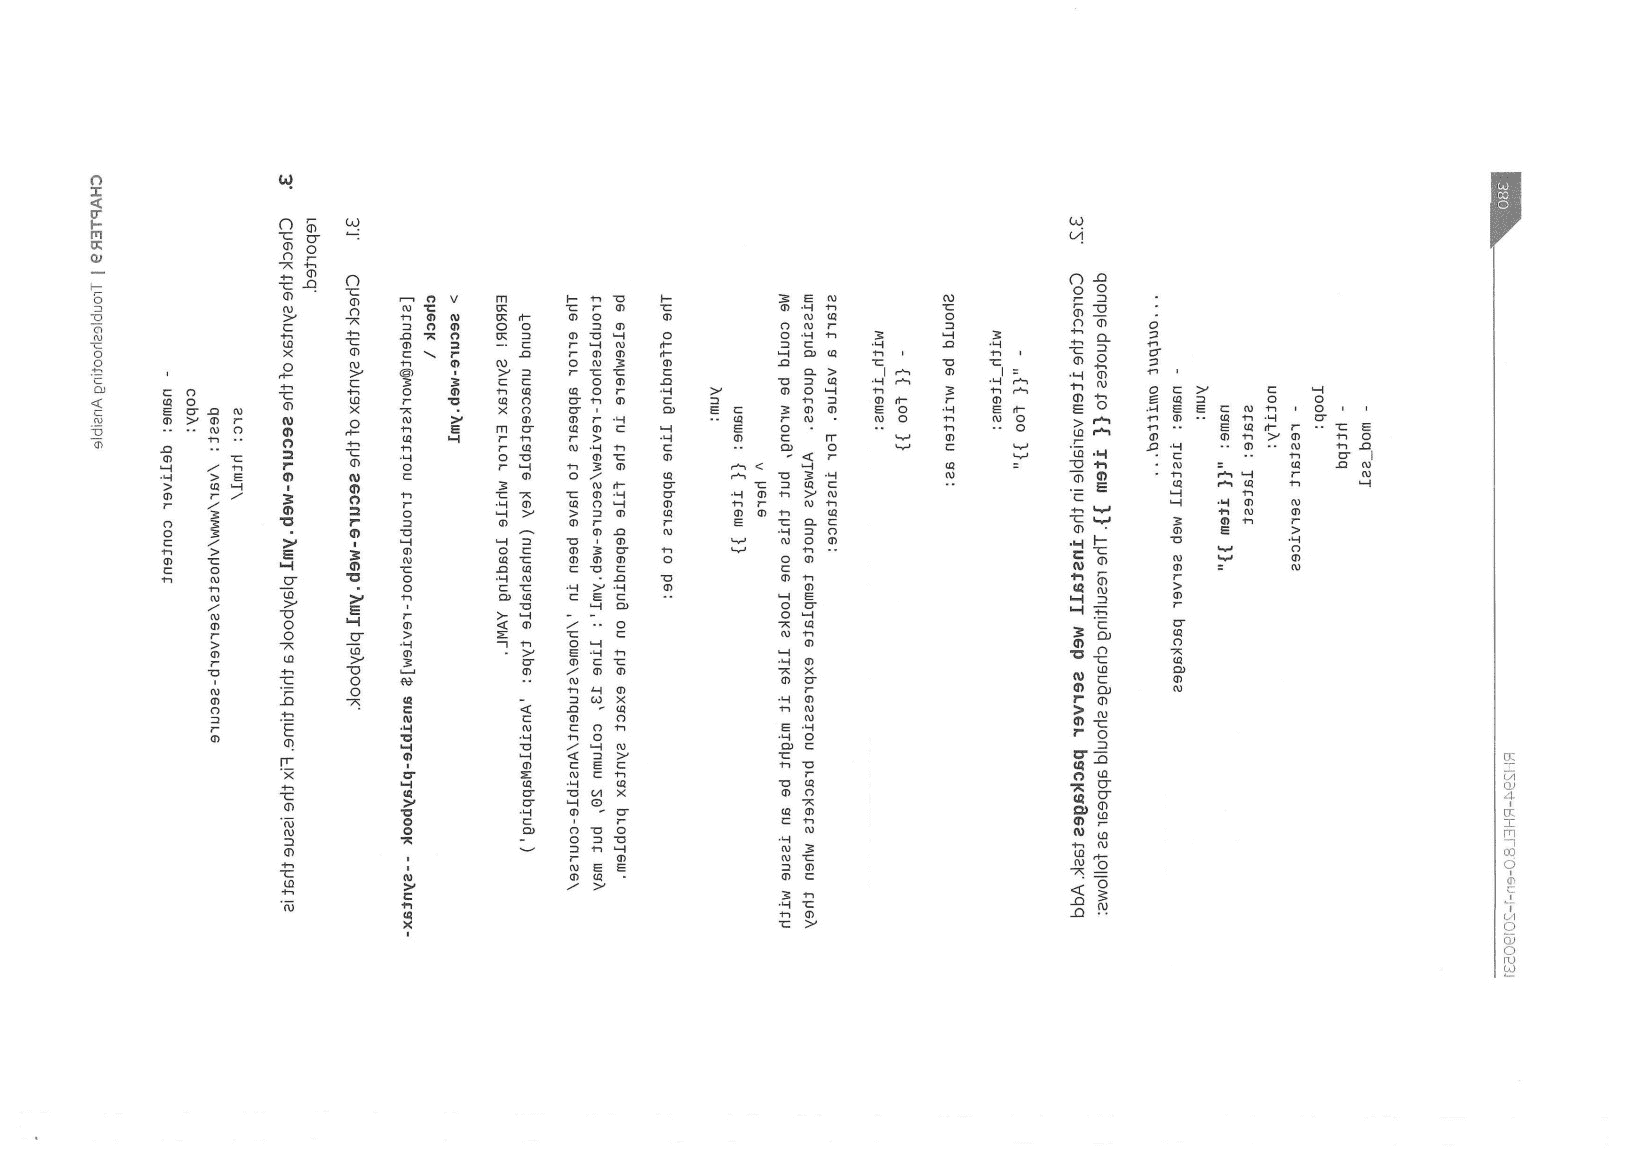 CHAPTER 9 | Troubleshooting Ansible
- name: deliver content
copy:
dest: /var/www/vhosts/serverb-secure
src: html/
3. Check the syntax of the secure-web.yml playbook a third time. Fix the issue that is
reported.
3.1. Check the syntax of the secure-web.yml playbook.
[student@workstation troubleshoot-review]$ ansible-playbook --syntax-
check \
> secure-web.yml
ERROR! Syntax Error while loading YAML.
found unacceptable key (unhashable type: 'AnsibleMapping')
The error appears to have been in '/home/student/Ansible-course/
troubleshoot-review/secure-web.yml': line 13, column 20, but may
be elsewhere in the file depending on the exact syntax problem.
The offending line appears to be:
yum:
name: {{ item }}
^ here
We could be wrong, but this one looks like it might be an issue with
missing quotes. Always quote template expression brackets when they
start a value. For instance:
with_items:
- {{ foo }}
Should be written as:
with_items:
- "{{ foo }}"
3.2. Correct the item variable in the install web server packages task. Add
double quotes to {{ item }}. The resulting change should appear as follows:
...output omitted...
- name: install web server packages
yum:
name: "{{ item }}"
state: latest
notify:
- restart services
loop:
- httpd
- mod_ssl
380
RH294-RHEL8.0-en-1-20190531